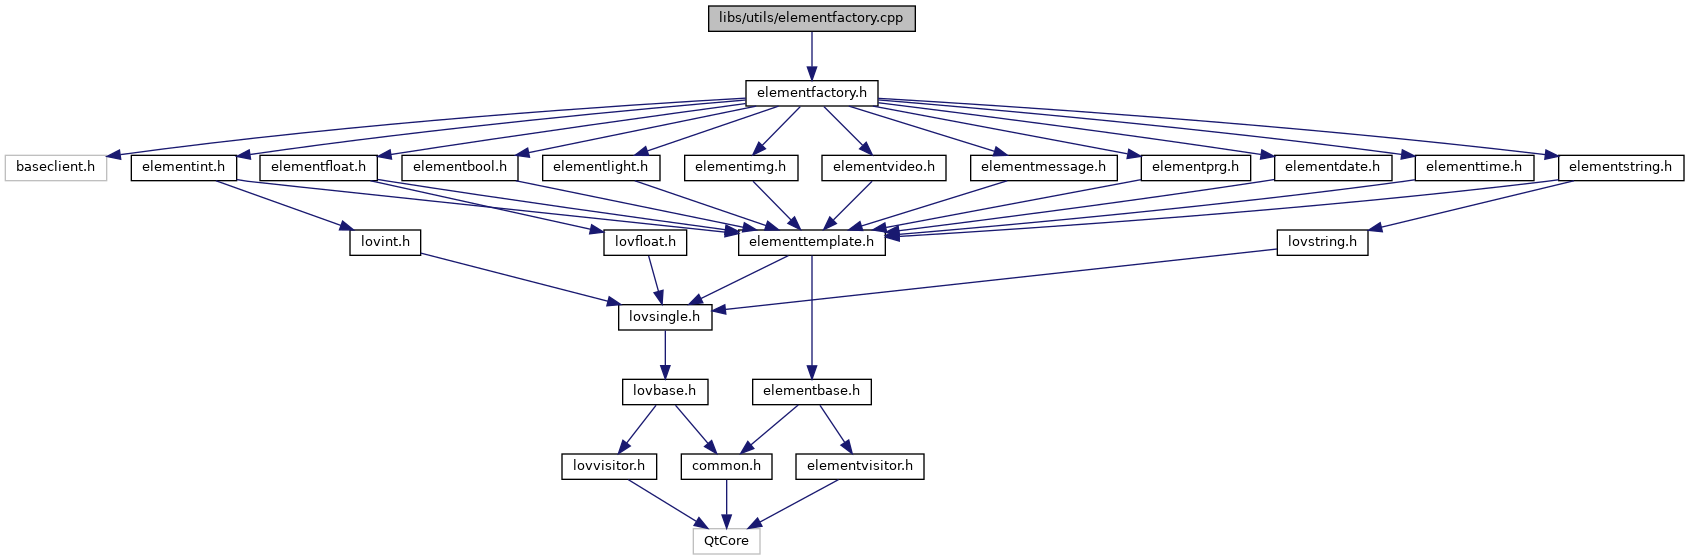 libs/utils/elementfactory.cpp
elementfactory.h
baseclient.h
elementint.h
elementfloat.h
elementbool.h
elementlight.h
elementimg.h
elementvideo.h
elementmessage.h
elementprg.h
elementdate.h
elementtime.h
elementstring.h
lovint.h
lovfloat.h
elementtemplate.h
lovstring.h
lovsingle.h
lovbase.h
elementbase.h
lovvisitor.h
common.h
elementvisitor.h
QtCore